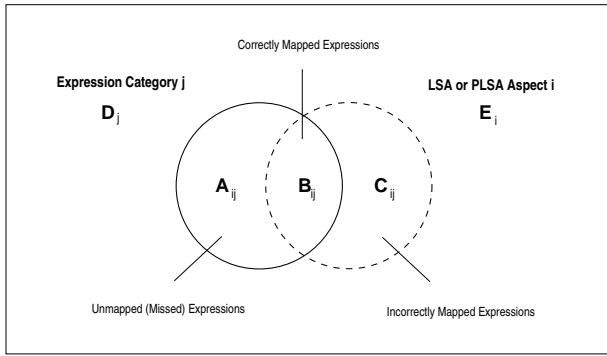 Correctly Mapped Expressions
Expression Category j
LSA or PLSA Aspect i
D j
E i
A ij
B ij
C ij
Unmapped (Missed) Expressions
Incorrectly Mapped Expressions